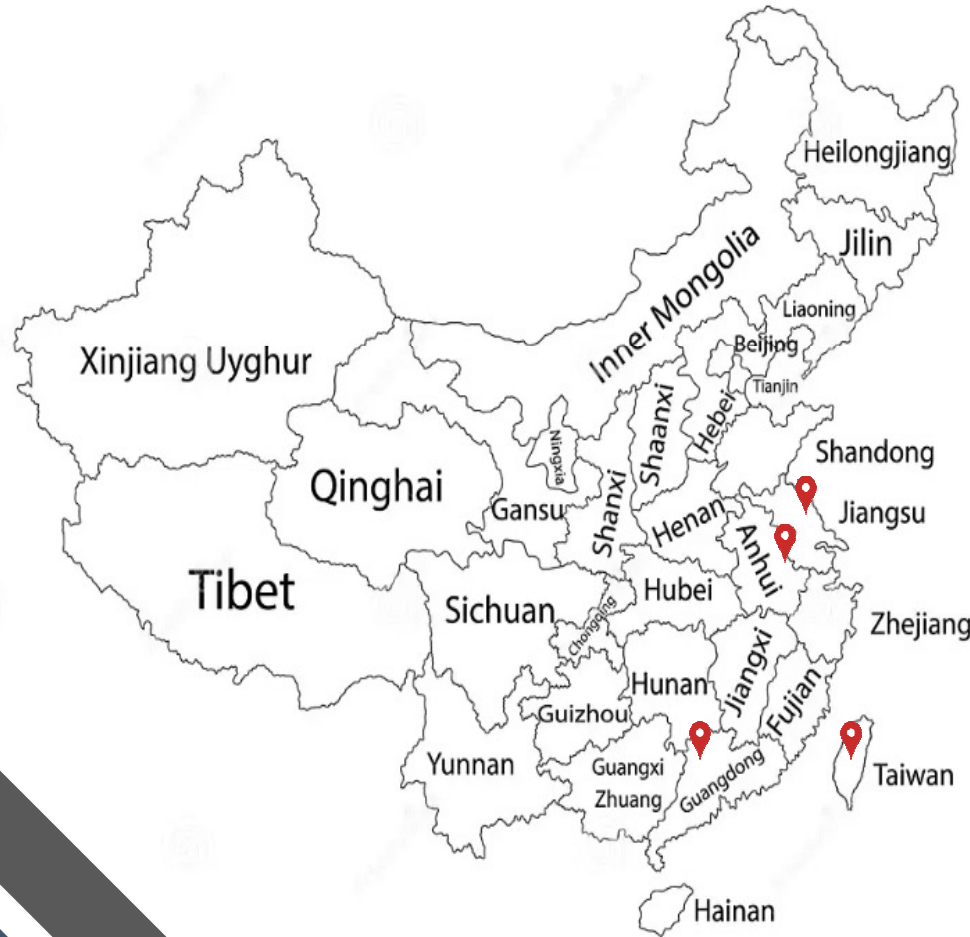 Heilongjiang
Jilin
Inner Mongolia
Liaoning
Beijing
Xinjiang Uyghur
Tianjin
Shaanxi
Hebei
Shandong
Ningxia
Qinghai
Gansu
Shanxi
Henan
Jiangsu
Anhui
Tibet
Sichuan
Chongqing
Hubei
Zhejiang
Hunan
Jiangxi
Fujian
Guizhou
Yunnan
Guangxi
Zhuang
Guangdong
Taiwan
Hainan